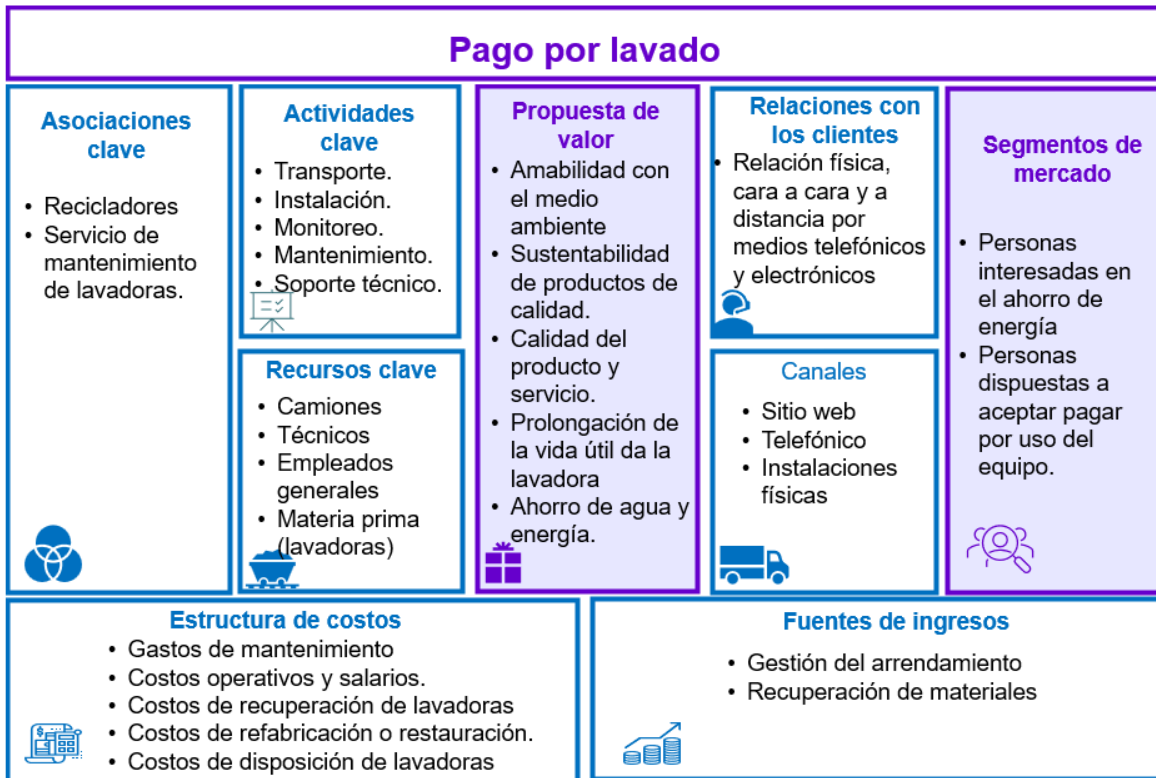 Pago por lavado
Asociaciones
clave
• Recicladores
• Servicio de
mantenimiento
de lavadoras.
Actividades
clave
• Transporte.
• Instalación.
• Monitoreo.
• Mantenimiento.
• Soporte técnico.
Recursos clave
• Camiones
• Técnicos
• Empleados
generales
• Materia prima
(lavadoras)
Propuesta de
valor
• Amabilidad con
el medio
ambiente
• Sustentabilidad
de productos de
calidad.
• Calidad del
producto y
servicio.
• Prolongación de
la vida útil da la
lavadora
• Ahorro de agua y
energía.
Relaciones con
los clientes
• Relación física,
cara a cara y a
distancia por
medios telefónicos
y electrónicos
Canales
• Sitio web
• Telefónico
• Instalaciones
físicas
Segmentos de
mercado
• Personas
interesadas en
el ahorro de
energía
• Personas
dispuestas a
aceptar pagar
por uso del
equipo.
Estructura de costos
• Gastos de mantenimiento
• Costos operativos y salarios.
• Costos de recuperación de lavadoras
• Costos de refabricación o restauración.
• Costos de disposición de lavadoras
Fuentes de ingresos
• Gestión del arrendamiento
• Recuperación de materiales